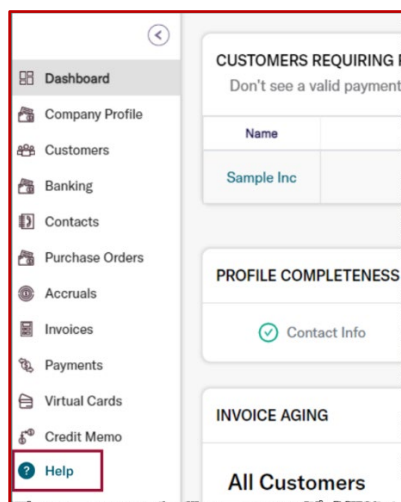 Dashboard
Company Profile
Customers
Banking
Contacts
Purchase Orders
Accruals
Invoices
Payments
Virtual Cards
Credit Memo
Help
CUSTOMERS REQUIRING
Don't see a valid payment
Name
Sample Inc
PROFILE COMPLETENESS
Contact Info
INVOICE AGING
All Customers